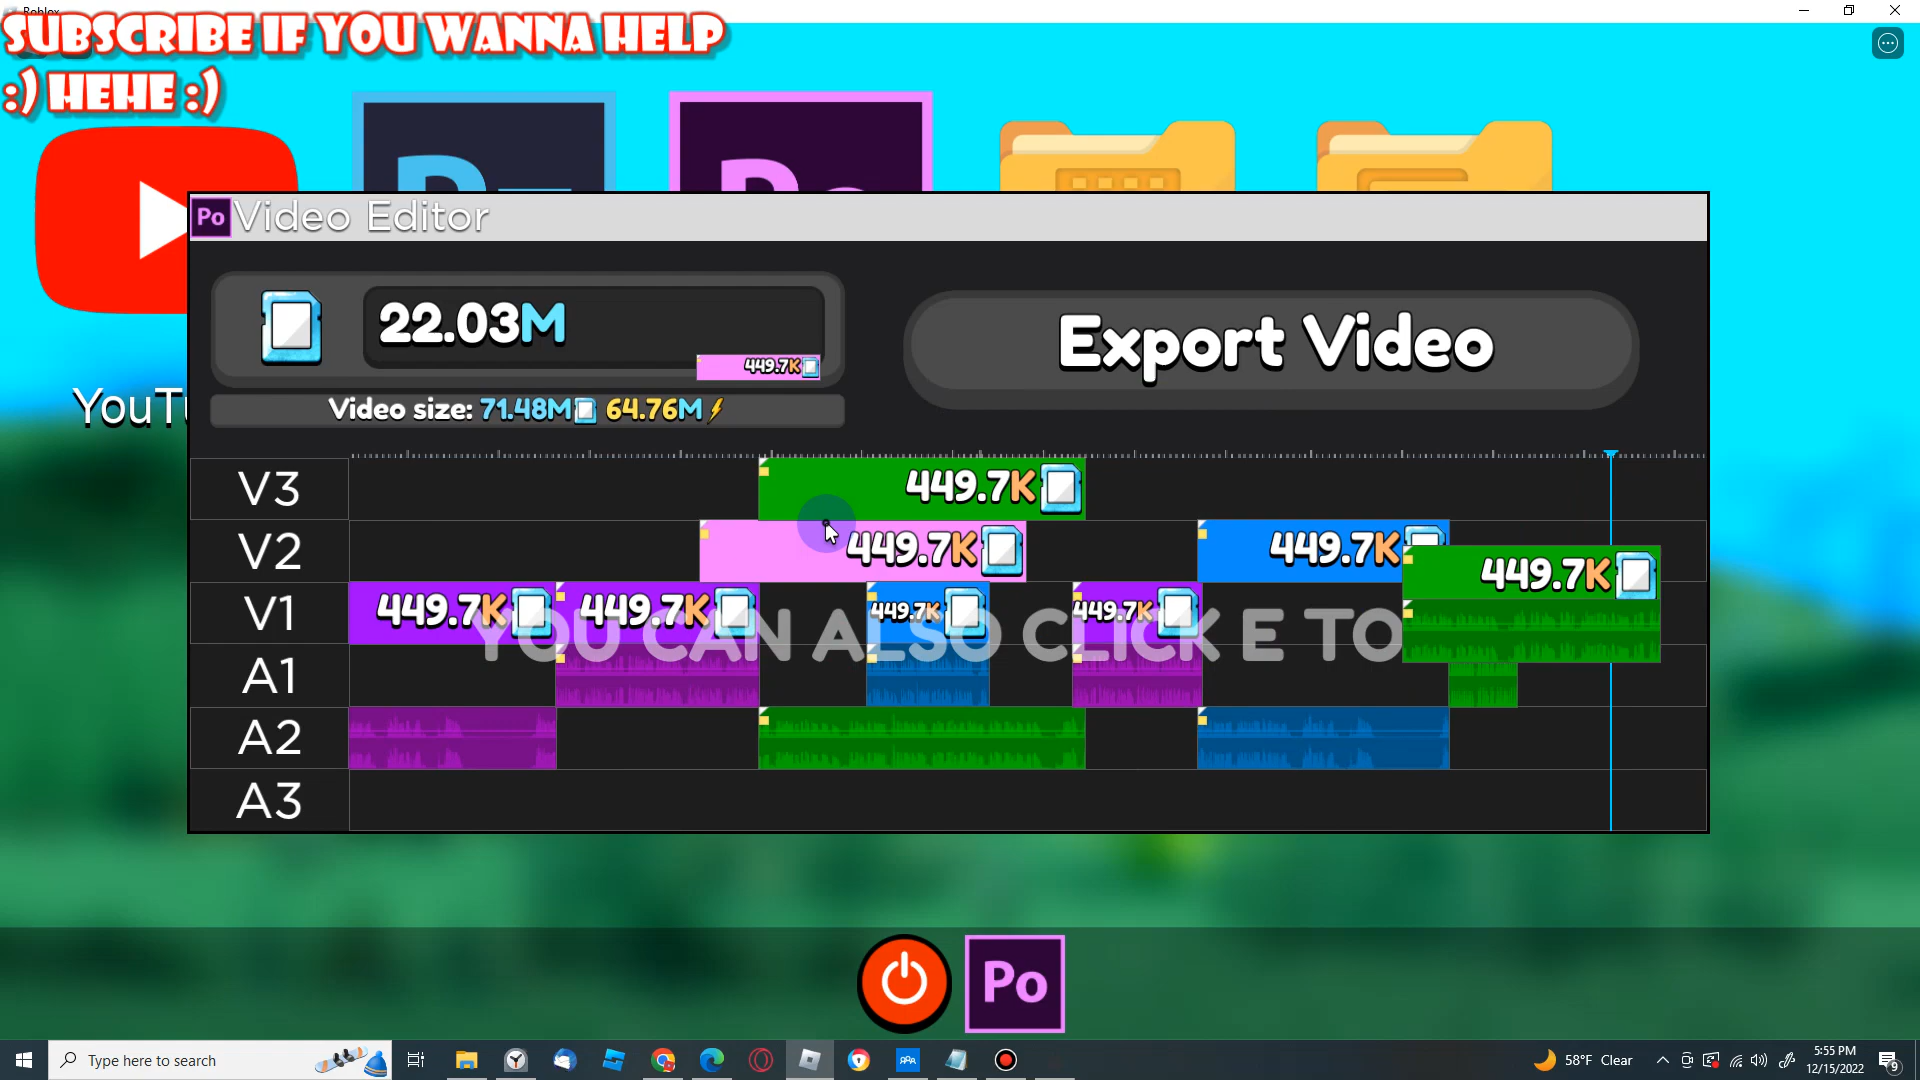 Roblox
SUBSCRIBE IF YOU WANNA HELP
:) HEHE :)
Po Video Editor
22.03M
449.7K
Export Video
Video size: 71.48M 64.76M
YouTu
V3
449.7K
V2
449.7K
449.7K
449.7K
V1
449.7K
449.7K
449.7K
449.7K
YOU CAN ALSO CLICK E TO
A1
A2
A3
Po
Type here to search
58°F Clear
5:55 PM
12/15/2022
9